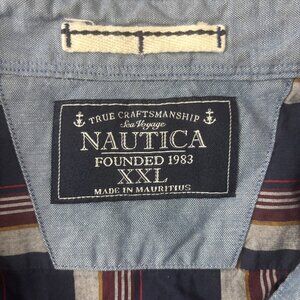 TRUE CRAFTSMANSHIP
Sea Voyage
NAUTICA
FOUNDED 1983
XXL
MADE IN MAURITIUS